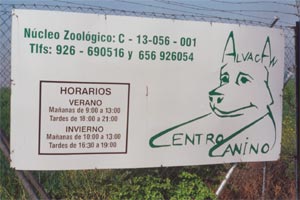 Núcleo Zoológico: C - 13-056 - 001
Tlfs: 926 - 690516 y 656 926054
ALVACAN
HORARIOS
VERANO
Mañanas de 9:00 a 13:00
Tardes de 18:00 a 21:00
INVIERNO
Mañanas de 10:00 a 13:00
Tardes de 16:30 a 19:00
CENTRO CANINO